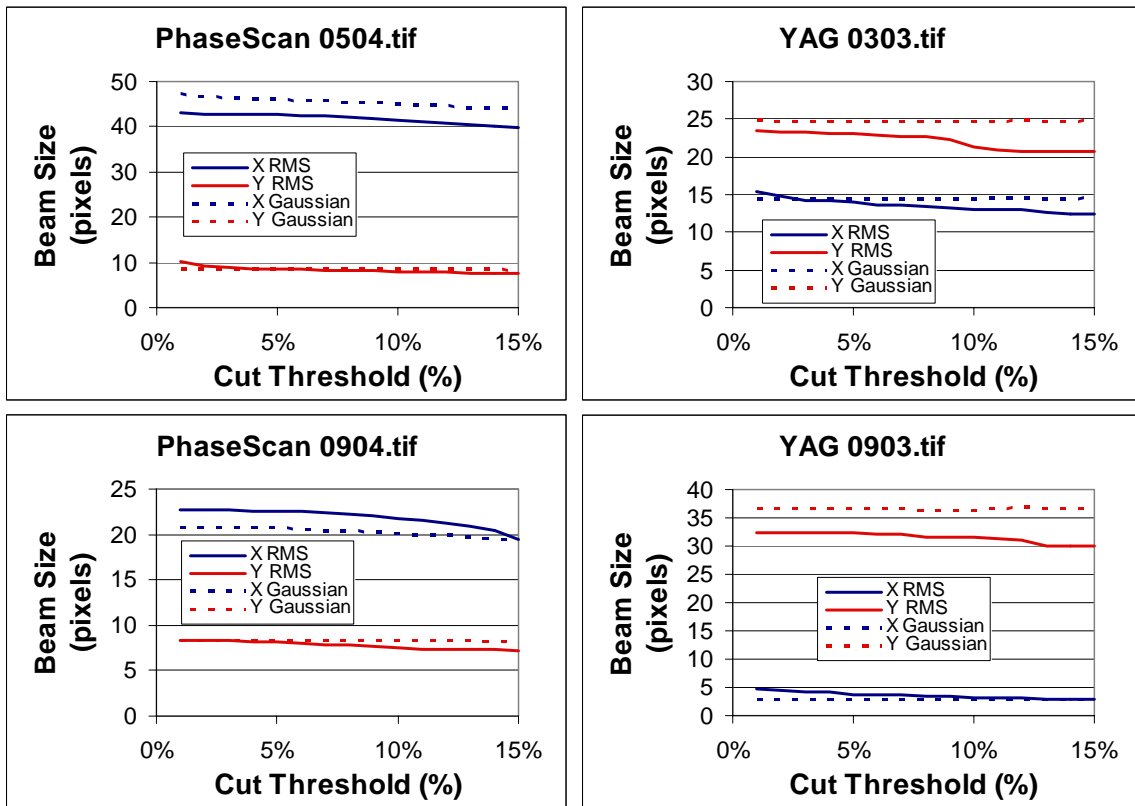 PhaseScan 0504.tif
Beam Size
(pixels)
50
40
30
20
10
0
X RMS
Y RMS
X Gaussian
Y Gaussian
0% 5% 10% 15%
Cut Threshold (%)
YAG 0303.tif
Beam Size
(pixels)
30
25
20
15
10
5
0
X RMS
Y RMS
X Gaussian
Y Gaussian
0% 5% 10% 15%
Cut Threshold (%)
PhaseScan 0904.tif
Beam Size
(pixels)
25
20
15
10
5
0
X RMS
Y RMS
X Gaussian
Y Gaussian
0% 5% 10% 15%
Cut Threshold (%)
YAG 0903.tif
Beam Size
(pixels)
40
35
30
25
20
15
10
5
0
X RMS
Y RMS
X Gaussian
Y Gaussian
0% 5% 10% 15%
Cut Threshold (%)